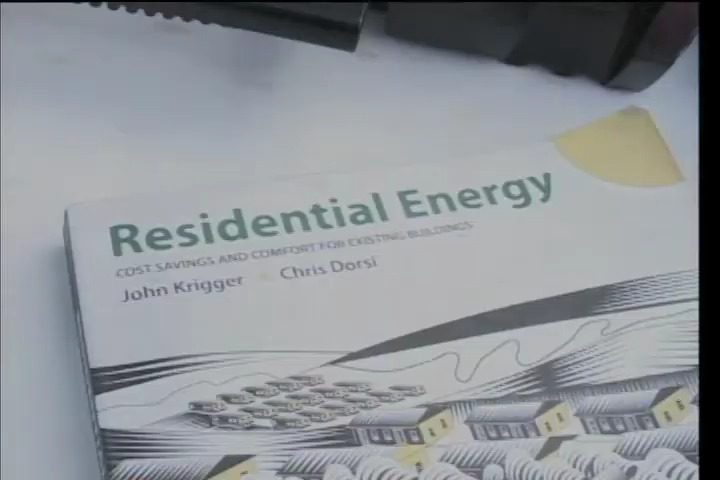 Residential Energy
COST SAVINGS AND COMFORT FOR EXISTING BUILDINGS
John Krigger Chris Dorsi